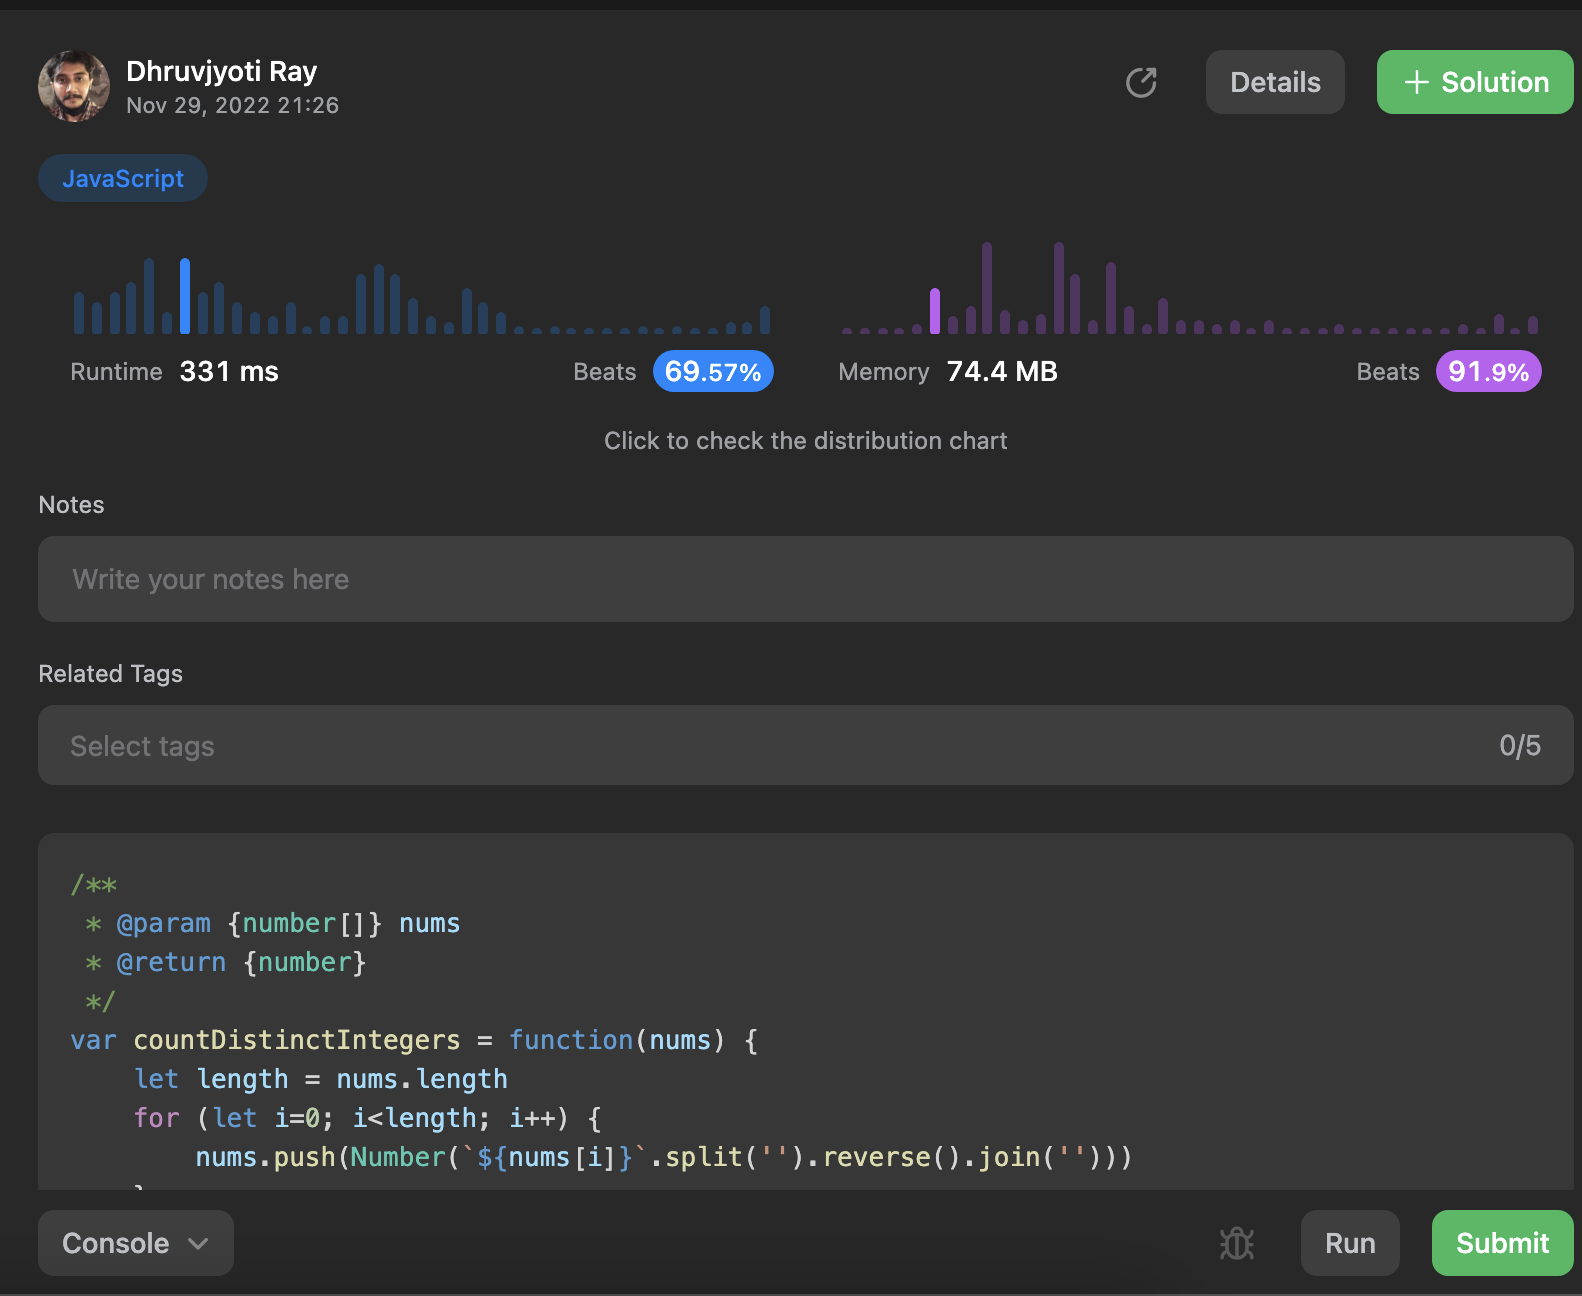 Dhruvjyoti Ray
Nov 29, 2022 21:26
Details
+ Solution
JavaScript
Runtime 331 ms
Beats 69.57%
Memory 74.4 MB
Beats 91.9%
Click to check the distribution chart
Notes
Write your notes here
Related Tags
Select tags
0/5
/**
 * @param {number[]} nums
 * @return {number}
 */
var countDistinctIntegers = function(nums) {
    let length = nums.length
    for (let i=0; i<length; i++) {
        nums.push(Number(`${nums[i]}`.split('').reverse().join('')))
Console
Run
Submit